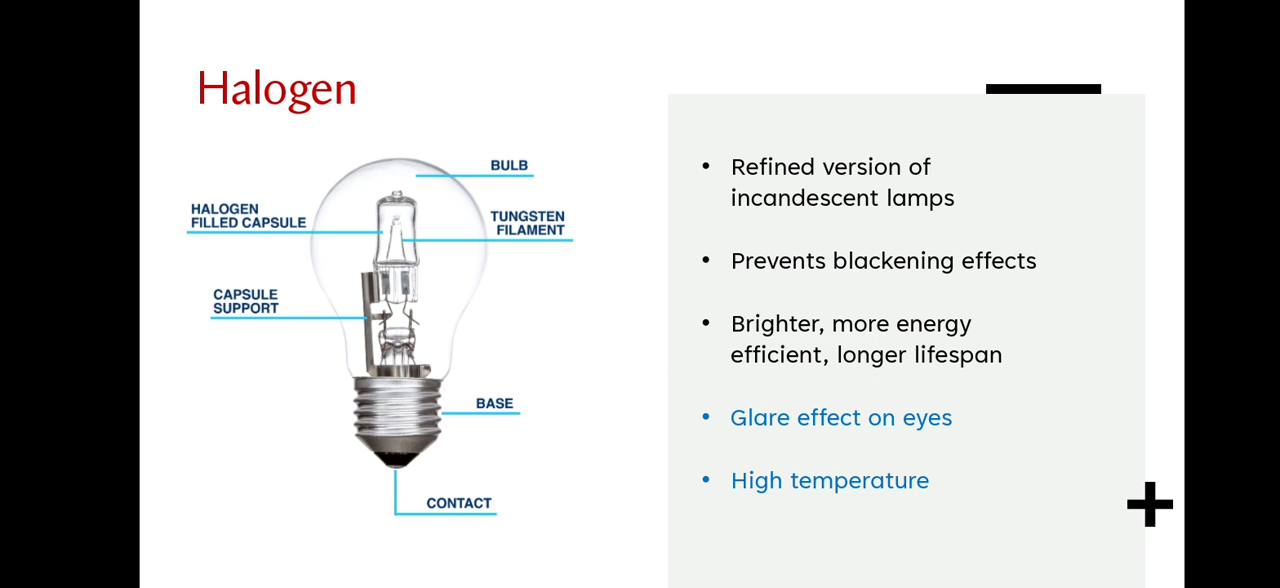 Halogen
BULB
HALOGEN
FILLED CAPSULE
TUNGSTEN
FILAMENT
CAPSULE
SUPPORT
BASE
CONTACT
• Refined version of
incandescent lamps
• Prevents blackening effects
• Brighter, more energy
efficient, longer lifespan
• Glare effect on eyes
• High temperature